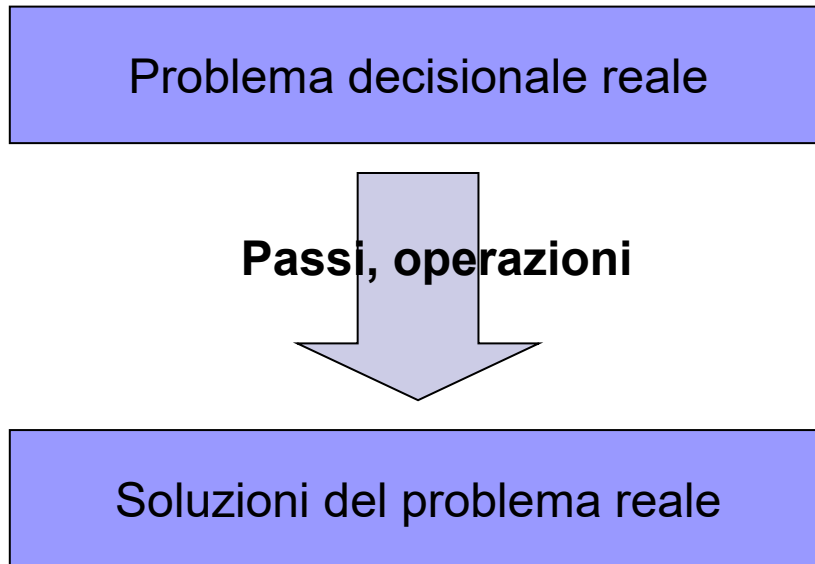 Problema decisionale reale
Passi, operazioni
Soluzioni del problema reale